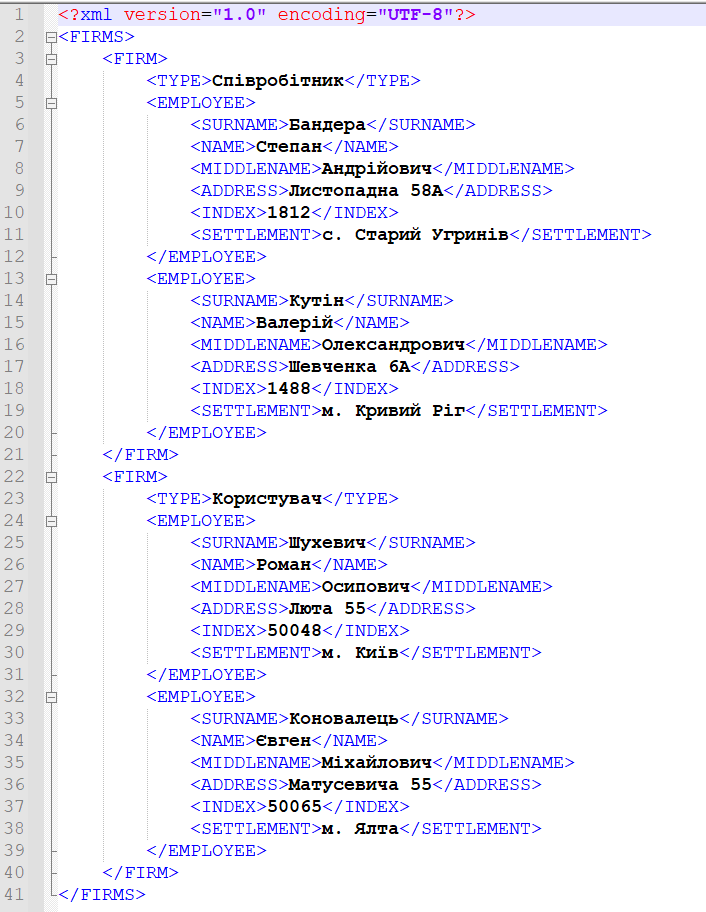 1 <?xml version="1.0" encoding="UTF-8"?>
2 <FIRMS>
3 <FIRM>
4 <TYPE>Співробітник</TYPE>
5 <EMPLOYEE>
6 <SURNAME>Бандера</SURNAME>
7 <NAME>Степан</NAME>
8 <MIDDLENAME>Андрійович</MIDDLENAME>
9 <ADDRESS>Листопадна 58А</ADDRESS>
10 <INDEX>1812</INDEX>
11 <SETTLEMENT>с. Старий Угринів</SETTLEMENT>
12 </EMPLOYEE>
13 <EMPLOYEE>
14 <SURNAME>Кутін</SURNAME>
15 <NAME>Валерій</NAME>
16 <MIDDLENAME>Олександрович</MIDDLENAME>
17 <ADDRESS>Шевченка 6А</ADDRESS>
18 <INDEX>1488</INDEX>
19 <SETTLEMENT>м. Кривий Ріг</SETTLEMENT>
20 </EMPLOYEE>
21 </FIRM>
22 <FIRM>
23 <TYPE>Користувач</TYPE>
24 <EMPLOYEE>
25 <SURNAME>Шухевич</SURNAME>
26 <NAME>Роман</NAME>
27 <MIDDLENAME>Осипович</MIDDLENAME>
28 <ADDRESS>Люта 55</ADDRESS>
29 <INDEX>50048</INDEX>
30 <SETTLEMENT>м. Київ</SETTLEMENT>
31 </EMPLOYEE>
32 <EMPLOYEE>
33 <SURNAME>Коновалець</SURNAME>
34 <NAME>Євген</NAME>
35 <MIDDLENAME>Міхайлович</MIDDLENAME>
36 <ADDRESS>Матусевича 55</ADDRESS>
37 <INDEX>50065</INDEX>
38 <SETTLEMENT>м. Ялта</SETTLEMENT>
39 </EMPLOYEE>
40 </FIRM>
41 </FIRMS>